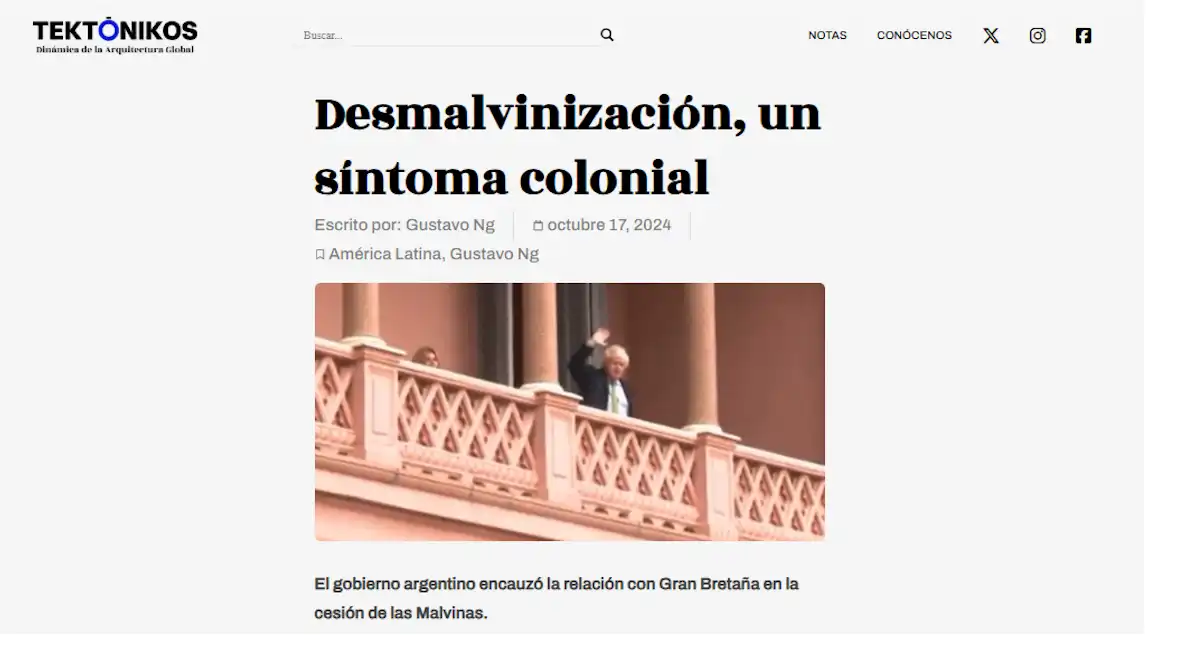 TEKTÓNIKOS
Dinámica de la Arquitectura Global
Buscar...
NOTAS
CONÓCENOS
Desmalvinización, un
síntoma colonial
Escrito por: Gustavo Ng
octubre 17, 2024
América Latina, Gustavo Ng
El gobierno argentino encauzó la relación con Gran Bretaña en la
cesión de las Malvinas.